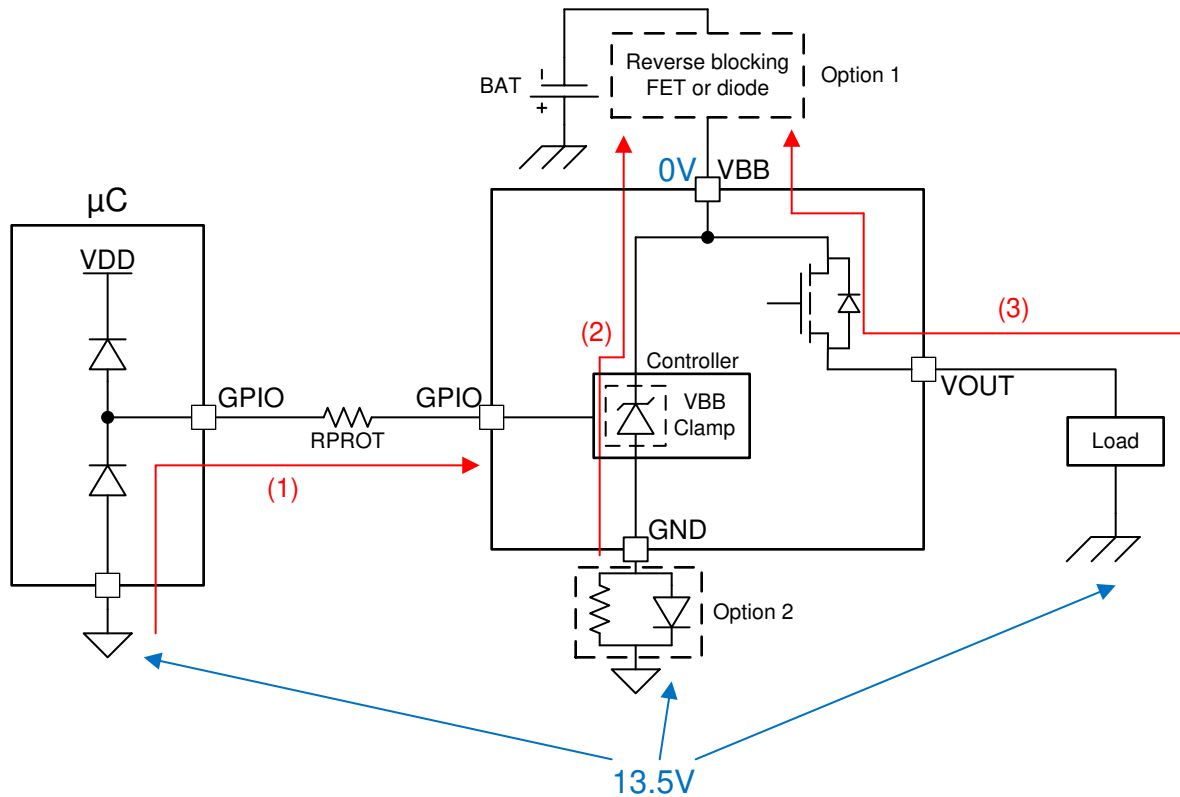 Reverse blocking
FET or diode
Option 1
BAT
-
+
0V
VBB
µC
VDD
(3)
(2)
Controller
VBB
Clamp
GPIO
GPIO
RPROT
VOUT
Load
(1)
GND
Option 2
13.5V